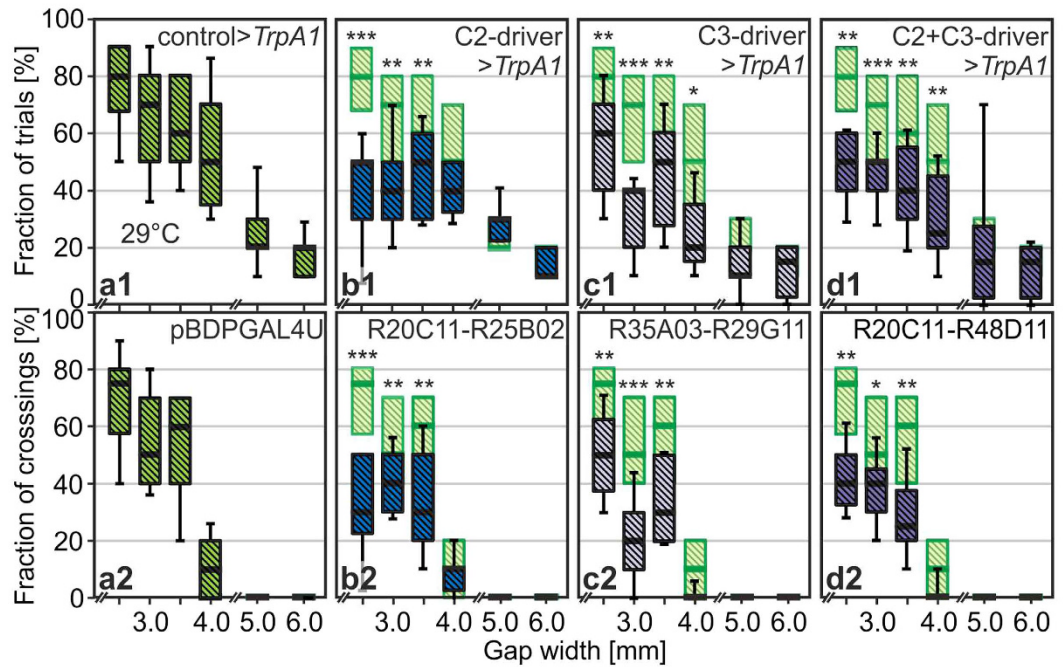 Fraction of trials [%]
100
80
60
40
20
0
control>TrpA1
29°C
a1
C2-driver
>TrpA1
***
**
**
b1
C3-driver
>TrpA1
**
***
**
*
c1
C2+C3-driver
>TrpA1
**
***
**
**
d1
Fraction of crosssings [%]
100
80
60
40
20
0
pBDPGAL4U
a2
R20C11-R25B02
***
**
**
b2
R35A03-R29G11
**
***
**
c2
R20C11-R48D11
**
*
**
d2
3.0 4.0 5.0 6.0
3.0 4.0 5.0 6.0
3.0 4.0 5.0 6.0
3.0 4.0 5.0 6.0
Gap width [mm]